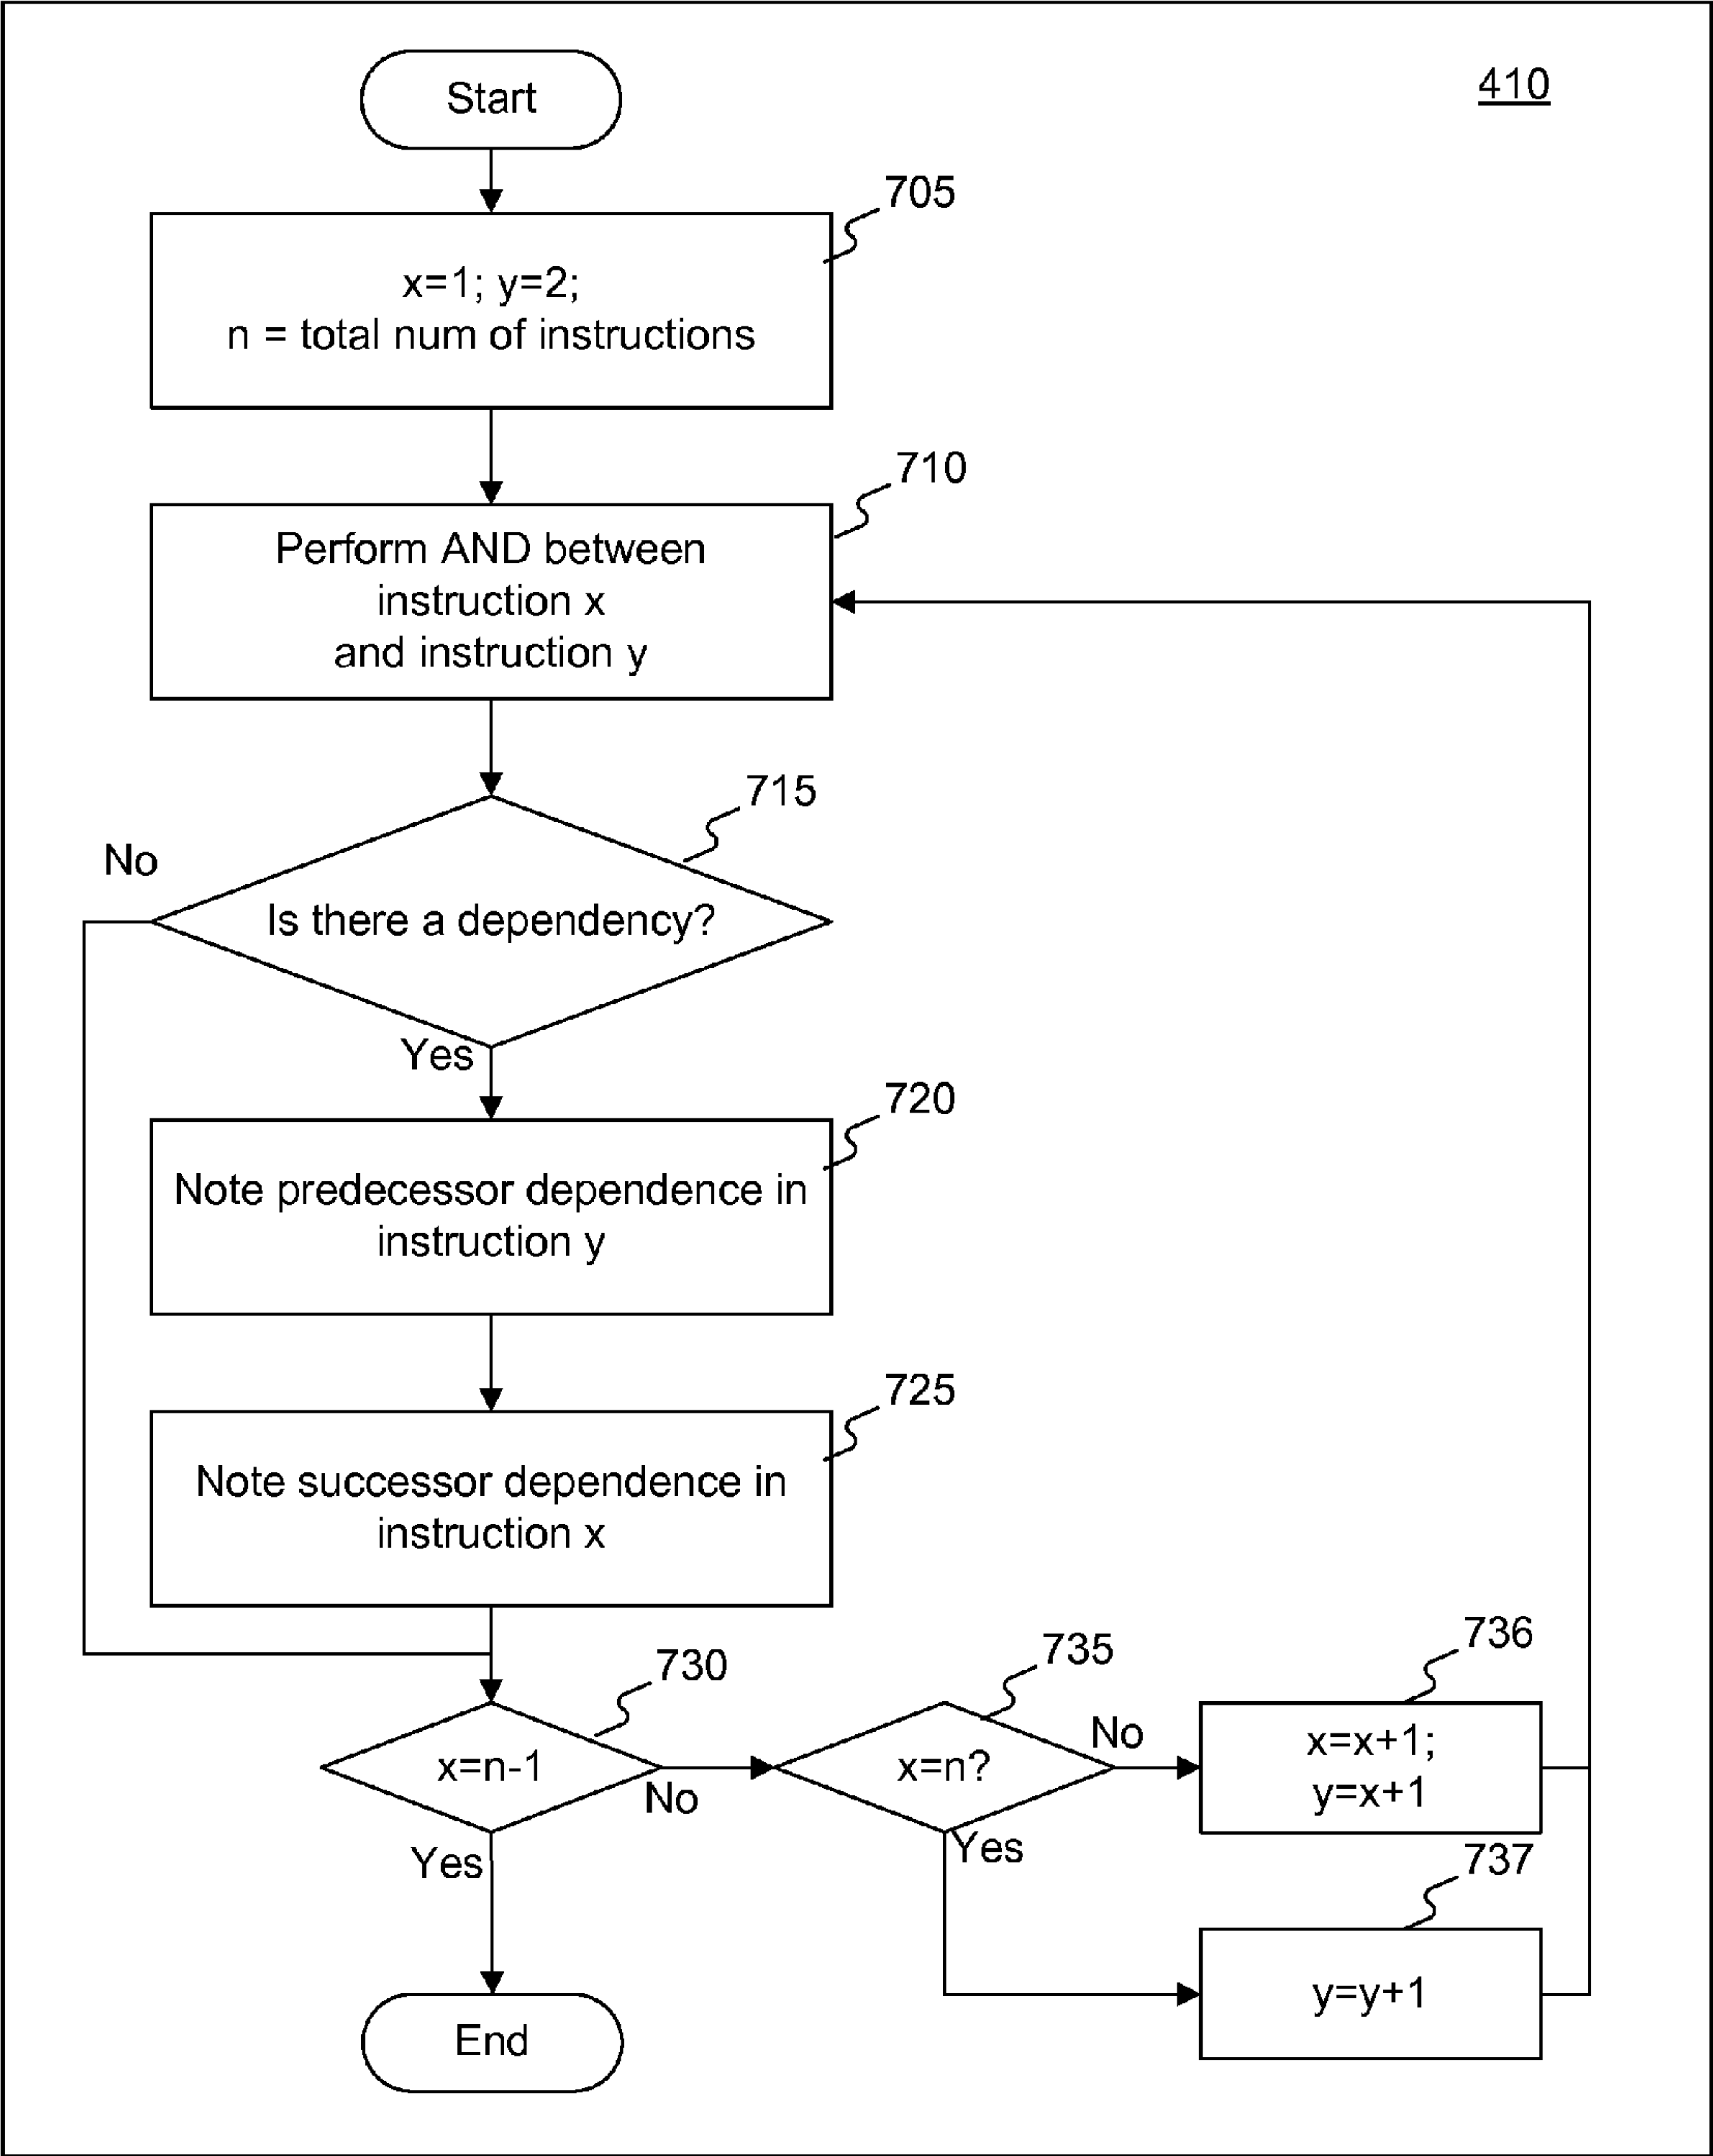 410
Start
705
x=1; y=2;
n = total num of instructions
710
Perform AND between
instruction x
and instruction y
715
No
Is there a dependency?
Yes
720
Note predecessor dependence in
instruction y
725
Note successor dependence in
instruction x
730
x=n-1
No
Yes
735
x=n?
No
Yes
736
x=x+1;
y=x+1
737
y=y+1
End